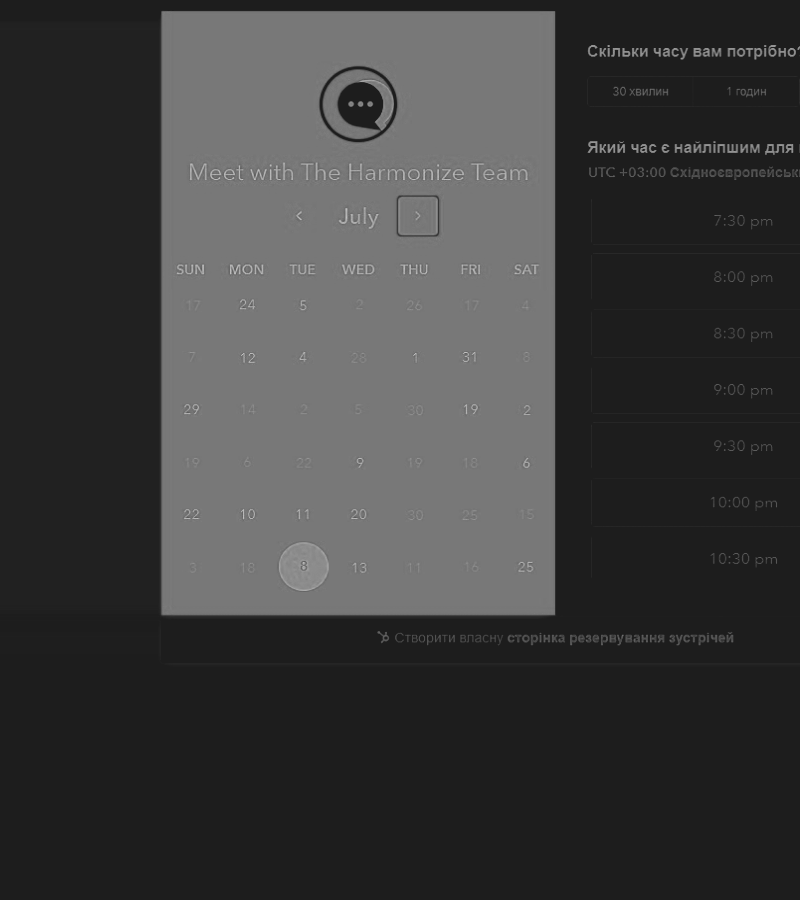 Meet with The Harmonize Team
July
SUN MON TUE WED THU FRI SAT
17 24 5 2 26 17 4
7 12 4 28 1 31 8
29 14 2 5 30 19 2
19 6 22 9 19 18 6
22 10 11 20 30 25 15
3 18 8 13 11 16 25
Скільки часу вам потрібно?
30 хвилин 1 годин
Який час є найліпшим для
UTC +03:00 Східноєвропейськ
7:30 pm
8:00 pm
8:30 pm
9:00 pm
9:30 pm
10:00 pm
10:30 pm
Створити власну сторінка резервування зустрічей